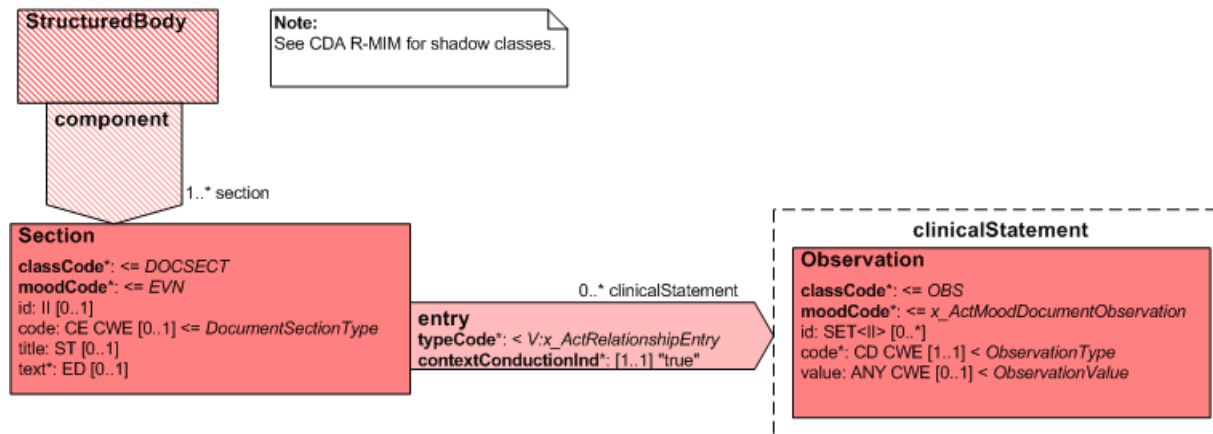 StructuredBody
Note:
See CDA R-MIM for shadow classes.
component
1..* section
Section
classCode*: <= DOCSECT
moodCode*: <= EVN
id: II [0..1]
code: CE CWE [0..1] <= DocumentSectionType
title: ST [0..1]
text*: ED [0..1]
0..* clinicalStatement
entry
typeCode*: < V:x_ActRelationshipEntry
contextConductionInd*: [1..1] "true"
clinicalStatement
Observation
classCode*: <= OBS
moodCode*: <= x_ActMoodDocumentObservation
id: SET<II> [0..*]
code*: CD CWE [1..1] < ObservationType
value: ANY CWE [0..1] < ObservationValue